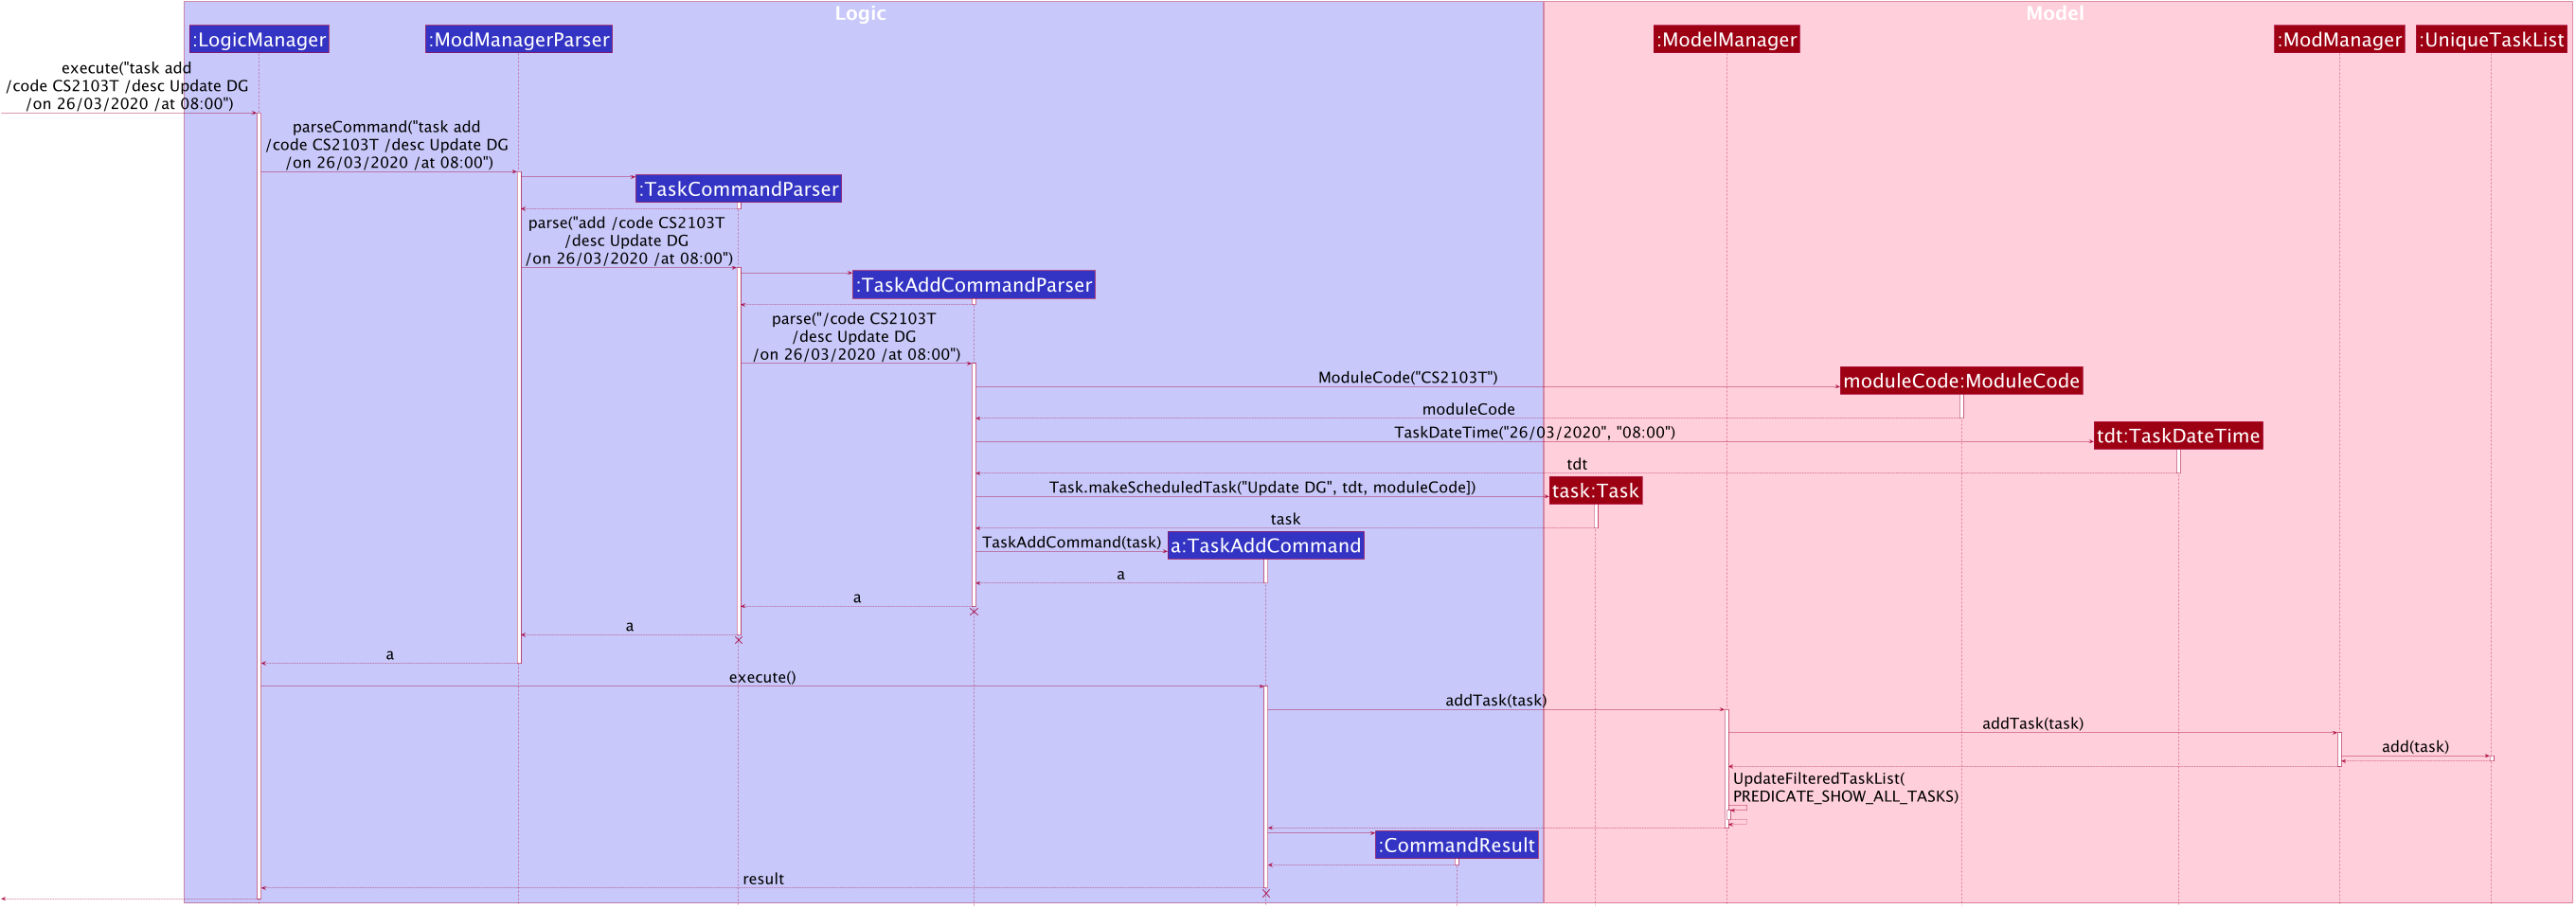 Logic
Model
:LogicManager
:ModManagerParser
:ModelManager
:ModManager
:UniqueTaskList
execute("task add
/code CS2103T /desc Update DG
/on 26/03/2020 /at 08:00")
parseCommand("task add
/code CS2103T /desc Update DG
/on 26/03/2020 /at 08:00")
:TaskCommandParser
parse("add /code CS2103T
/desc Update DG
/on 26/03/2020 /at 08:00")
:TaskAddCommandParser
parse("/code CS2103T
/desc Update DG
/on 26/03/2020 /at 08:00")
ModuleCode("CS2103T")
moduleCode:ModuleCode
moduleCode
TaskDateTime("26/03/2020", "08:00")
tdt:TaskDateTime
tdt
Task.makeScheduledTask("Update DG", tdt, moduleCode])
task:Task
task
TaskAddCommand(task)
a:TaskAddCommand
a
a
a
a
execute()
addTask(task)
addTask(task)
add(task)
UpdateFilteredTaskList(
PREDICATE_SHOW_ALL_TASKS)
:CommandResult
result